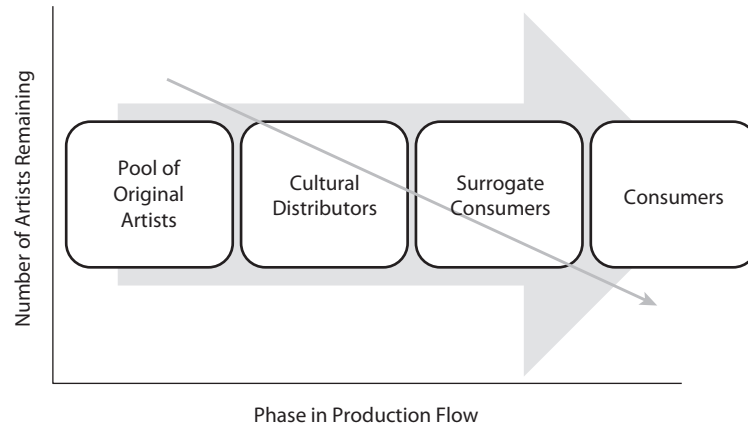 Number of Artists Remaining
Pool of
Original
Artists
Cultural
Distributors
Surrogate
Consumers
Consumers
Phase in Production Flow